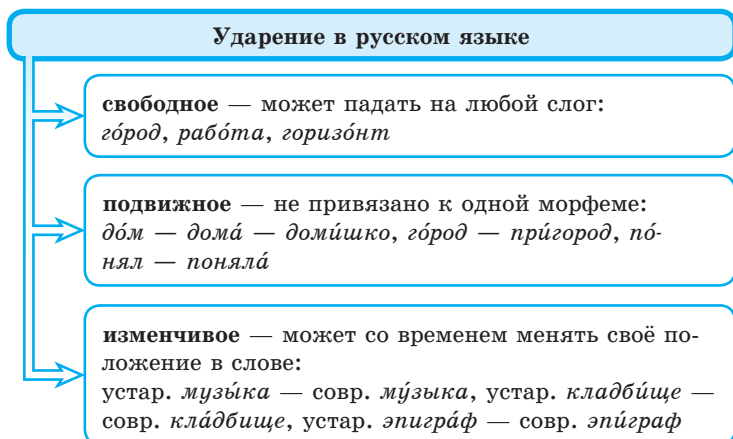 Ударение в русском языке
свободное — может падать на любой слог:
го́род, рабо́та, горизо́нт
подвижное — не привязано к одной морфеме:
до́м — дома́ — доми́шко, го́род — при́город, по́-
нял — поняла́
изменчивое — может со временем менять своё по-
ложение в слове:
устар. музы́ка — совр. му́зыка, устар. кладби́ще —
совр. кла́дбище, устар. эпигра́ф — совр. эпи́граф